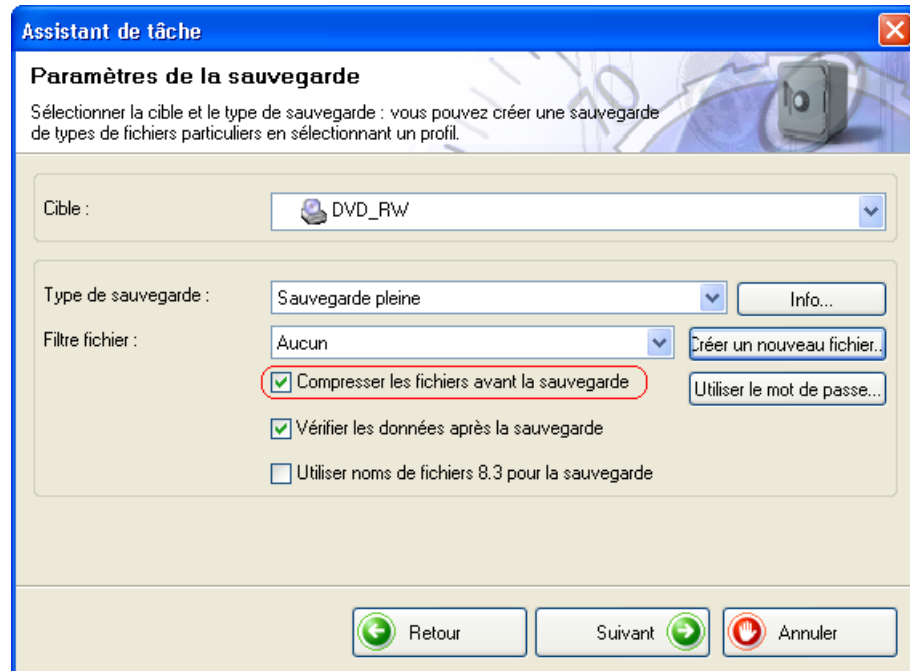 Assistant de tâche
Paramètres de la sauvegarde
Sélectionner la cible et le type de sauvegarde : vous pouvez créer une sauvegarde
de types de fichiers particuliers en sélectionnant un profil.
70
Cible :
DVD_RW
Type de sauvegarde :
Sauvegarde pleine
Info...
Filtre fichier :
Aucun
Créer un nouveau fichier..
Compresser les fichiers avant la sauvegarde
Utiliser le mot de passe...
Vérifier les données après la sauvegarde
Utiliser noms de fichiers 8.3 pour la sauvegarde
Retour
Suivant
Annuler